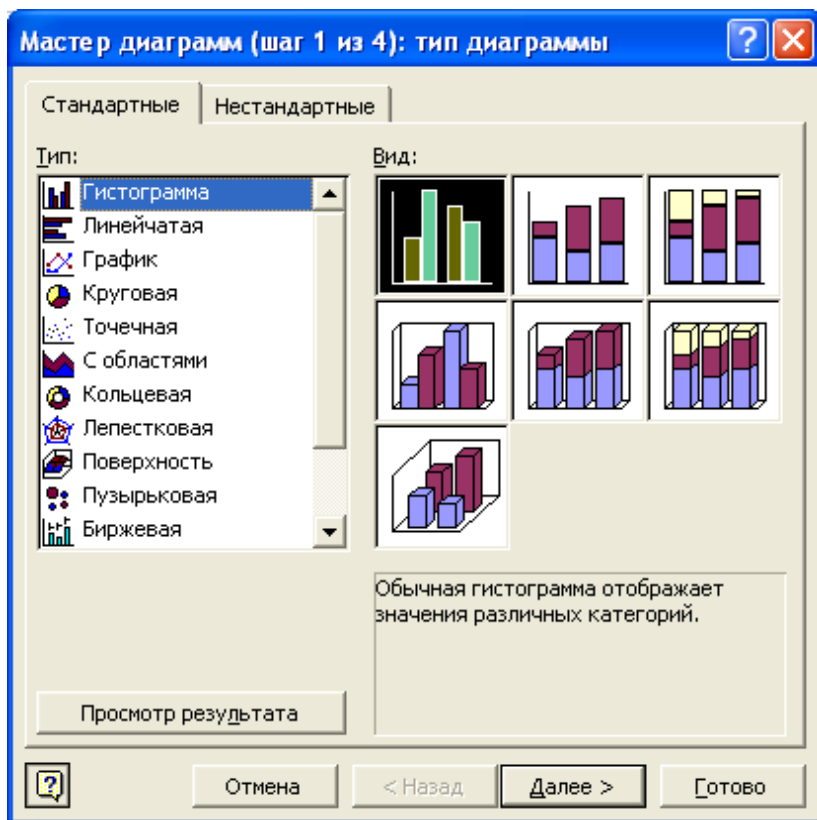 Мастер диаграмм (шаг 1 из 4): тип диаграммы
Стандартные
Нестандартные
Тип:
Гистограмма
Линейчатая
График
Круговая
Точечная
С областями
Кольцевая
Лепестковая
Поверхность
Пузырьковая
Биржевая
Вид:
Обычная гистограмма отображает
значения различных категорий.
Просмотр результата
Отмена
< Назад
Далее >
Готово